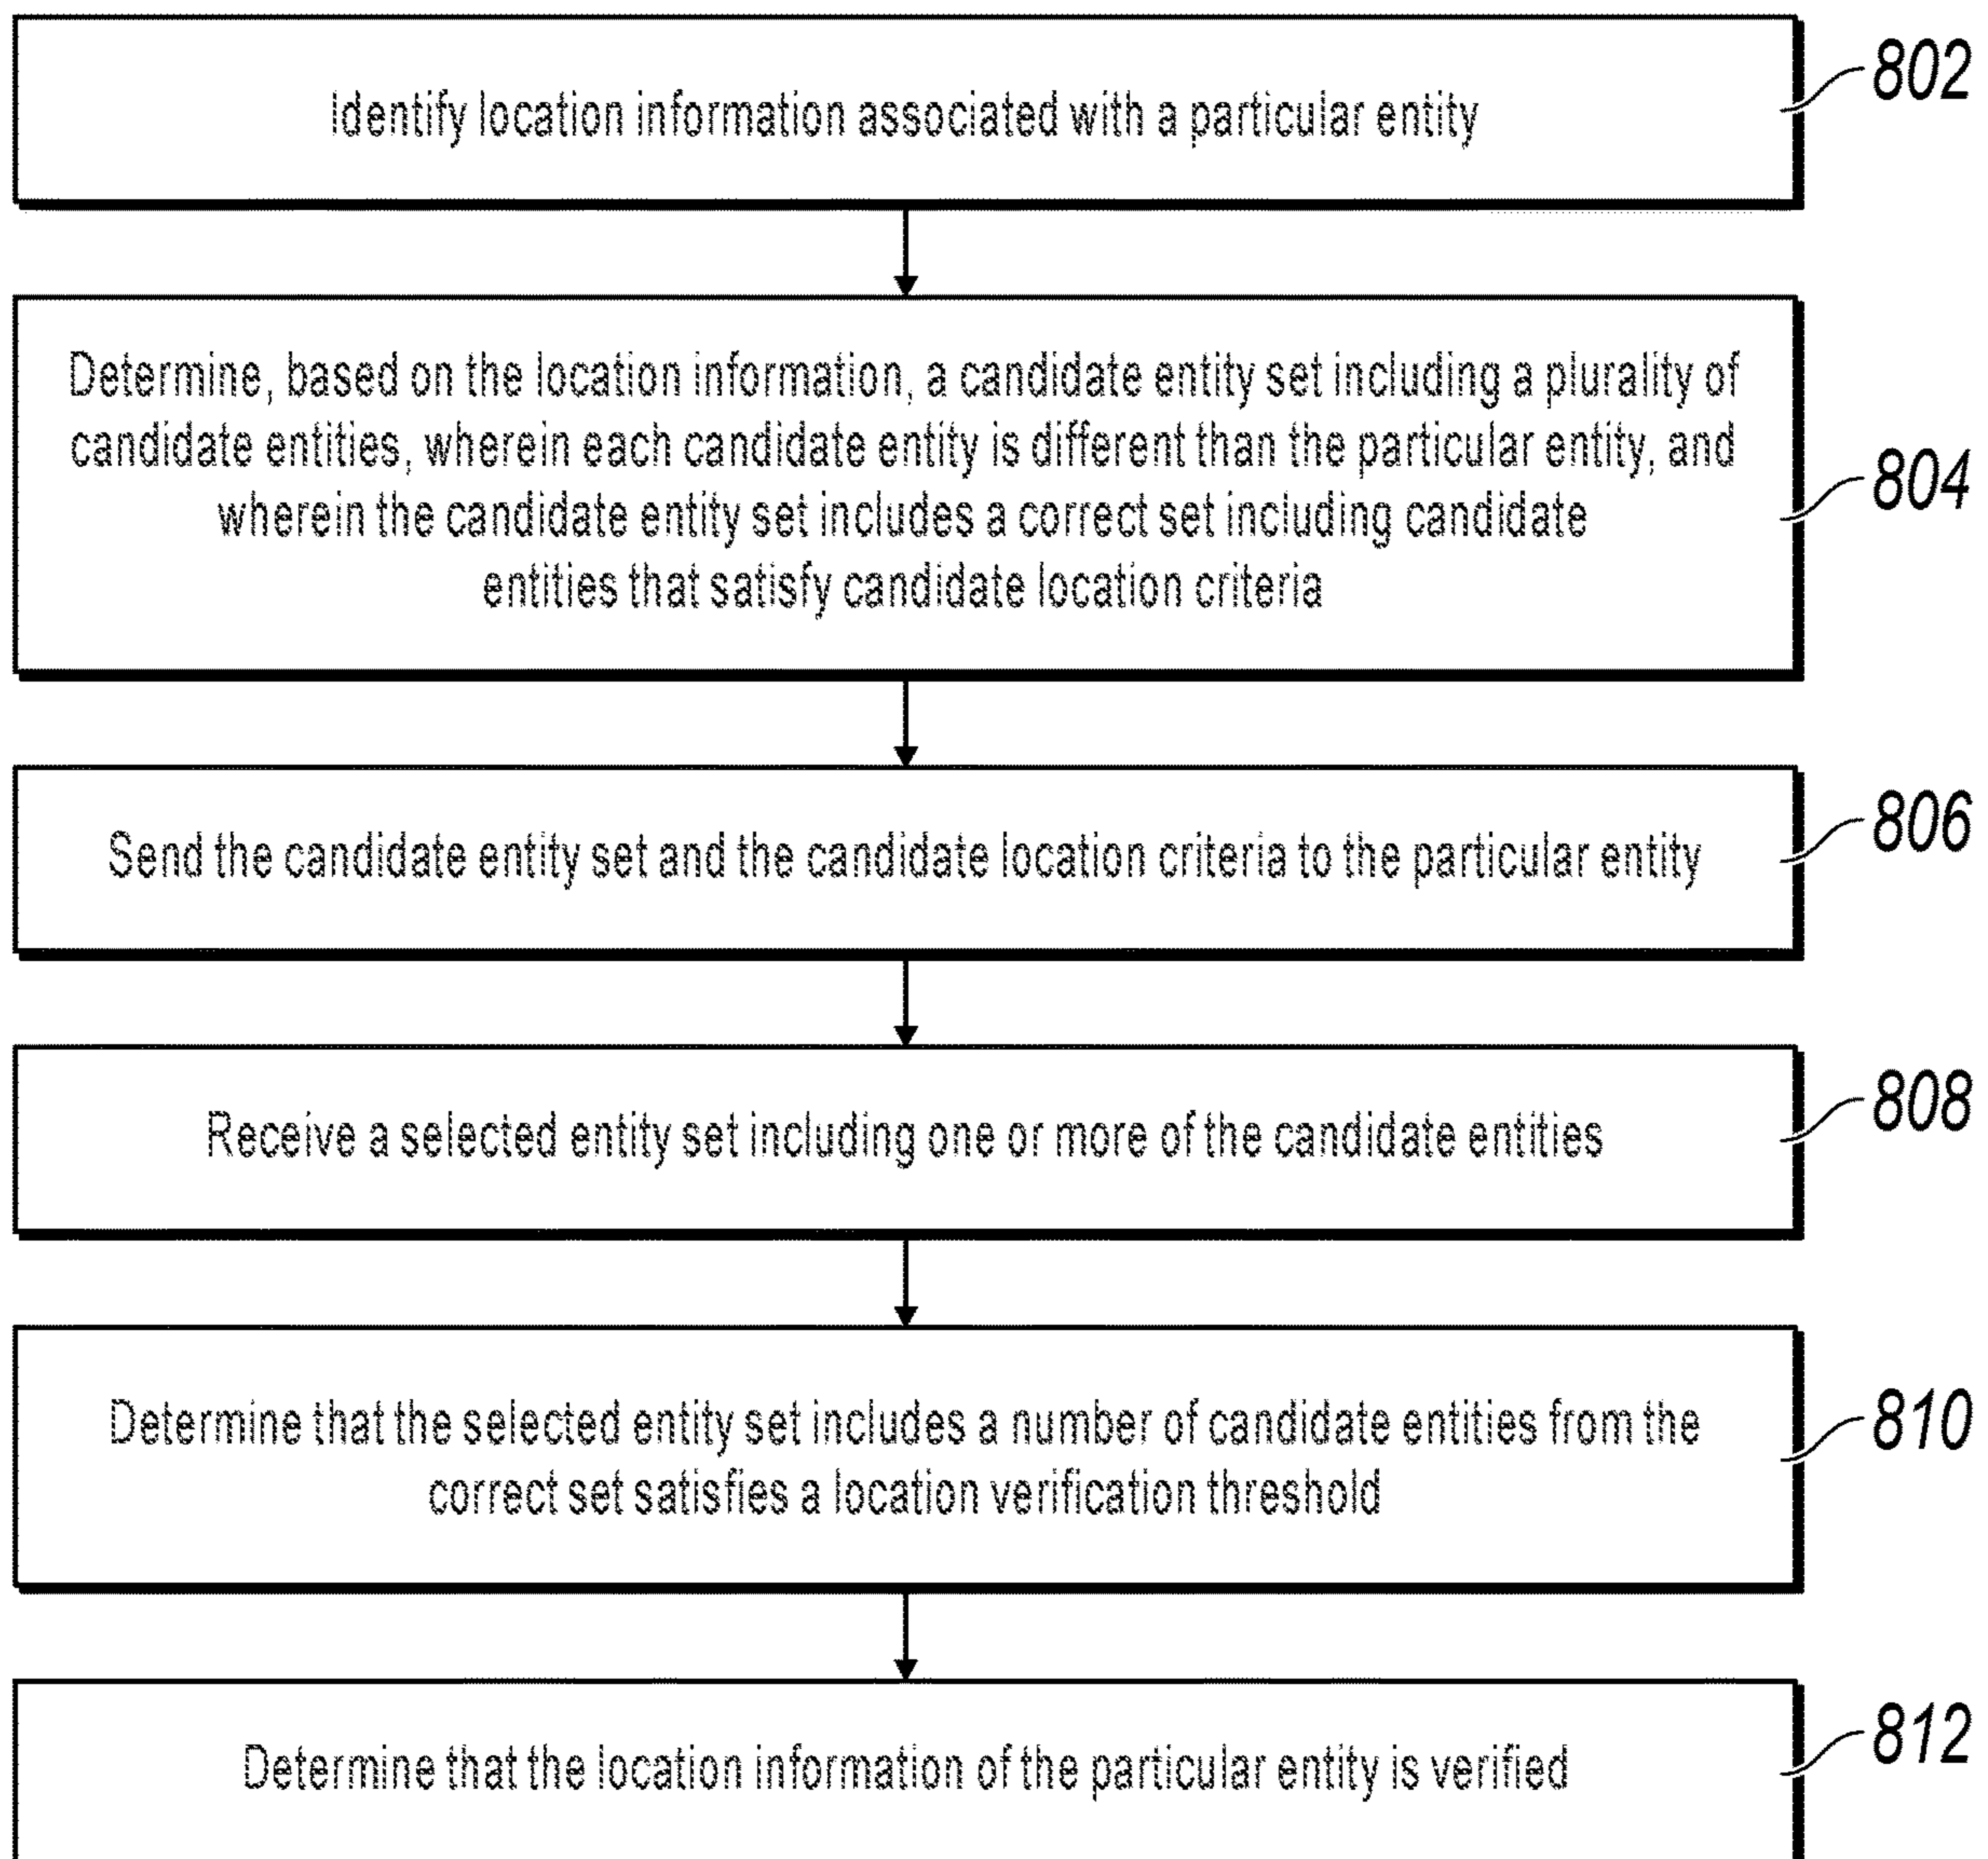 Identify location information associated with a particular entity
802
Determine, based on the location information, a candidate entity set including a plurality of
candidate entities, wherein each candidate entity is different than the particular entity, and
wherein the candidate entity set includes a correct set including candidate
entities that satisfy candidate location criteria
804
Send the candidate entity set and the candidate location criteria to the particular entity
806
Receive a selected entity set including one or more of the candidate entities
808
Determine that the selected entity set includes a number of candidate entities from the
correct set satisfies a location verification threshold
810
Determine that the location information of the particular entity is verified
812